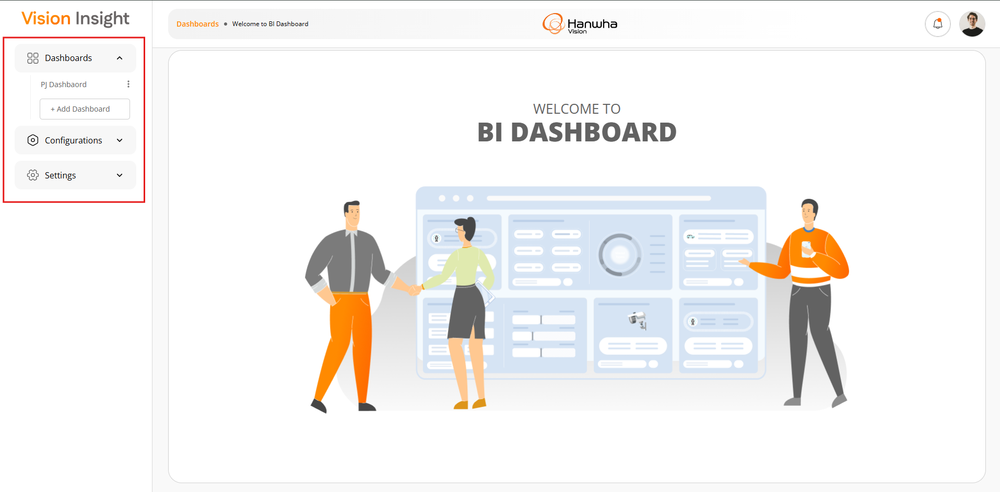 Vision Insight
Dashboards
PJ Dashbaord
+ Add Dashboard
Configurations
Settings
Dashboards • Welcome to BI Dashboard
Hanwha
Vision
WELCOME TO
BI DASHBOARD